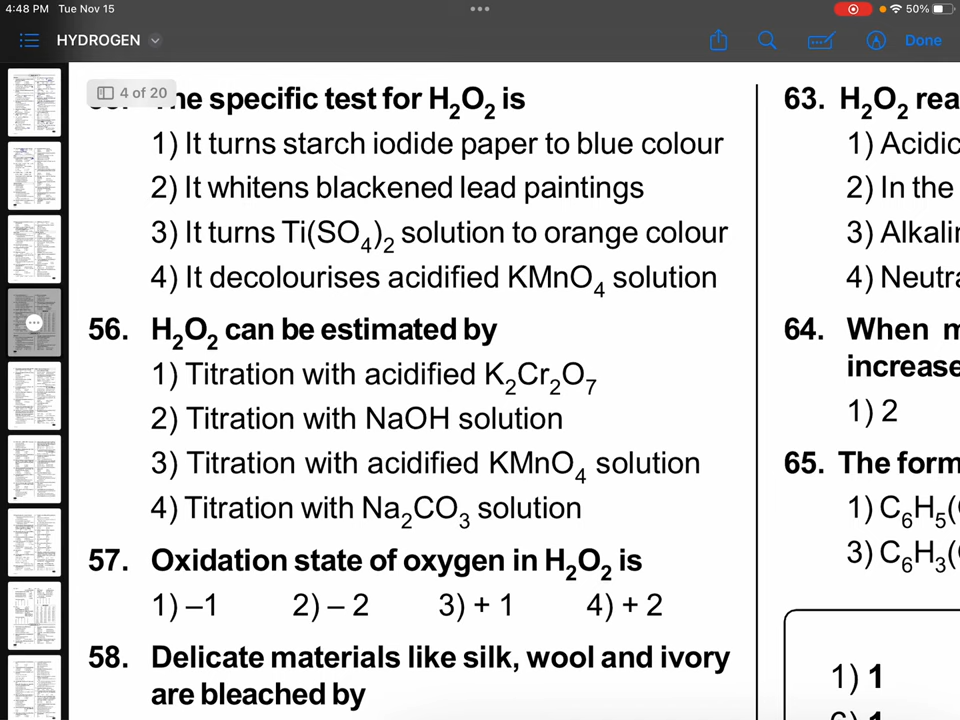 4:48 PM Tue Nov 15
50%
HYDROGEN
Done
4 of 20
he specific test for H₂O₂ is
1) It turns starch iodide paper to blue colour
2) It whitens blackened lead paintings
3) It turns Ti(SO₄)₂ solution to orange colour
4) It decolourises acidified KMnO₄ solution
56. H₂O₂ can be estimated by
1) Titration with acidified K₂Cr₂O₇
2) Titration with NaOH solution
3) Titration with acidified KMnO₄ solution
4) Titration with Na₂CO₃ solution
57. Oxidation state of oxygen in H₂O₂ is
1) –1 2) – 2 3) + 1 4) + 2
58. Delicate materials like silk, wool and ivory
are bleached by
63. H₂O₂ rea
1) Acidic
2) In the
3) Alkalin
4) Neutra
64. When m
increase
1) 2
65. The form
1) C₆H₅(
3) C₆H₃(
1) 1